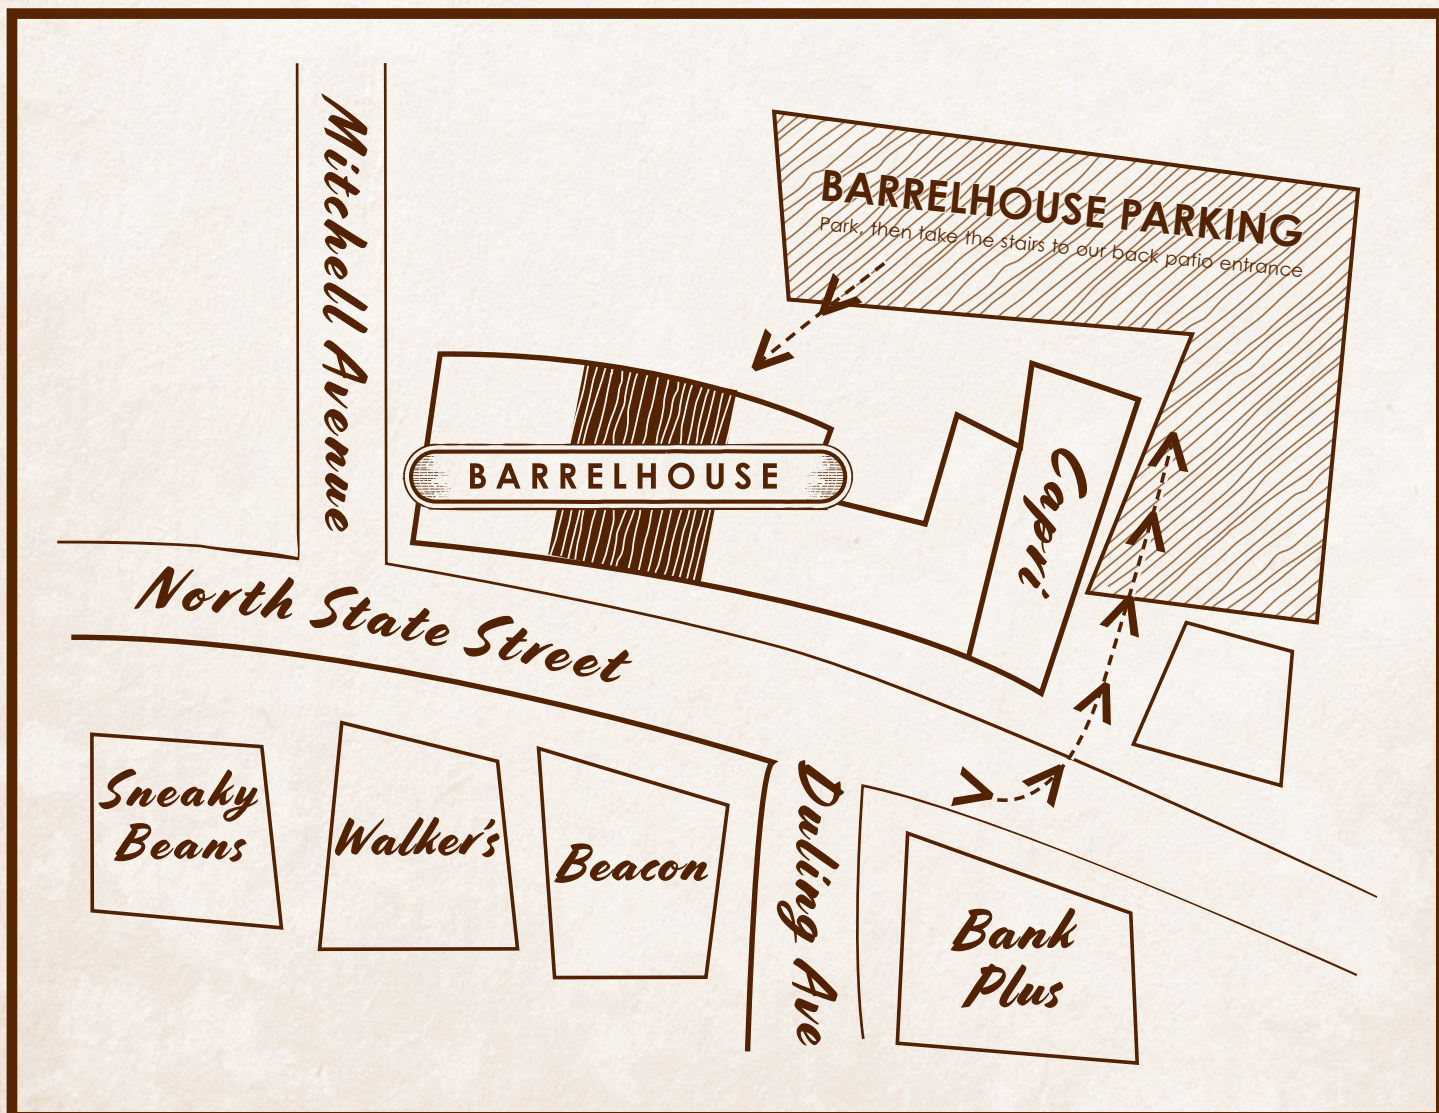 Mitchell Avenue
BARRELHOUSE PARKING
Park, then take the stairs to our back patio entrance
BARRELHOUSE
Capri
North State Street
Sneaky
Beans
Walker's
Beacon
Duling Ave
Bank
Plus